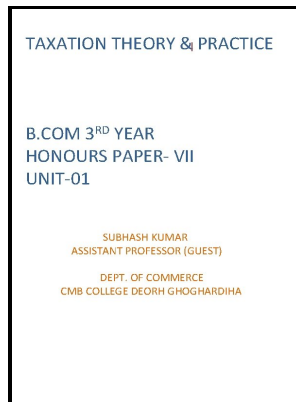 TAXATION THEORY & PRACTICE
B.COM 3RD YEAR
HONOURS PAPER- VII
UNIT-01
SUBHASH KUMAR
ASSISTANT PROFESSOR (GUEST)
DEPT. OF COMMERCE
CMB COLLEGE DEORH GHOGHARDIHA